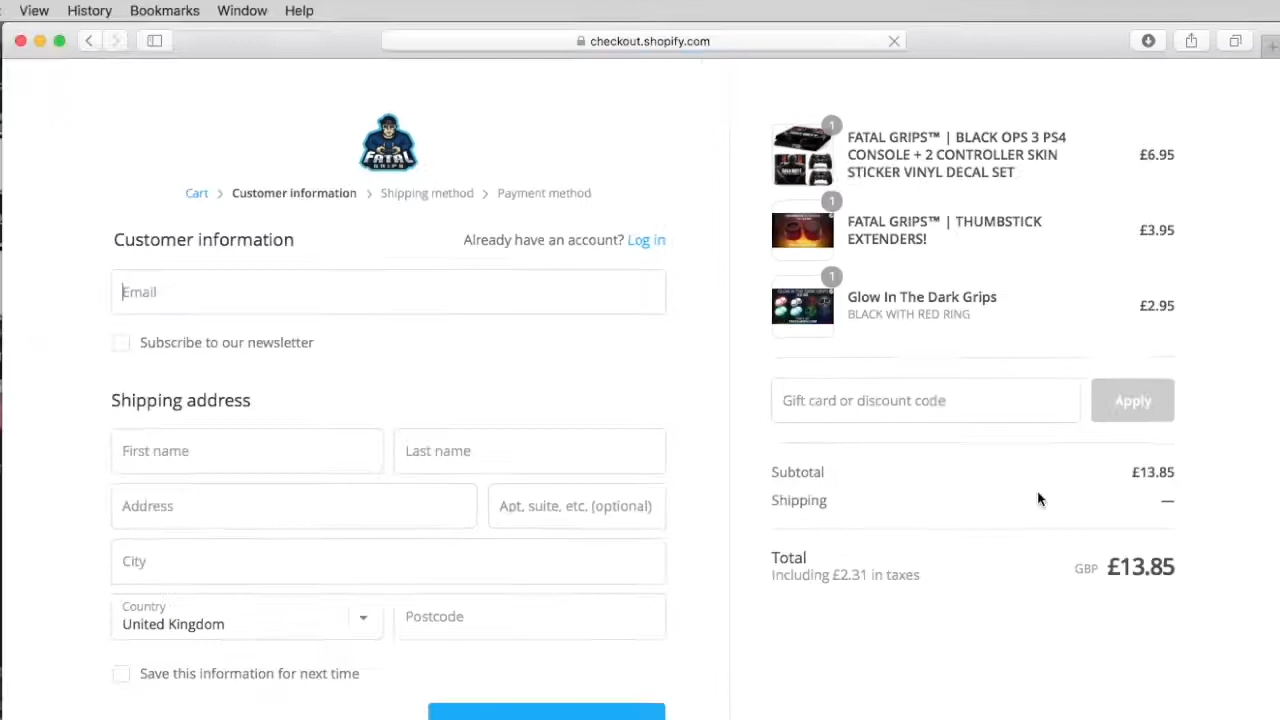 View History Bookmarks Window Help
checkout.shopify.com
FATAL
GRIPS
Cart > Customer information > Shipping method > Payment method
Customer information
Already have an account? Log in
Email
Subscribe to our newsletter
Shipping address
First name
Last name
Address
Apt, suite, etc. (optional)
City
Country
United Kingdom
Postcode
Save this information for next time
1
FATAL GRIPS™ | BLACK OPS 3 PS4
CONSOLE + 2 CONTROLLER SKIN
STICKER VINYL DECAL SET
£6.95
1
FATAL GRIPS™ | THUMBSTICK
EXTENDERS!
£3.95
1
Glow In The Dark Grips
BLACK WITH RED RING
£2.95
Gift card or discount code
Apply
Subtotal
£13.85
Shipping
—
Total
Including £2.31 in taxes
GBP £13.85